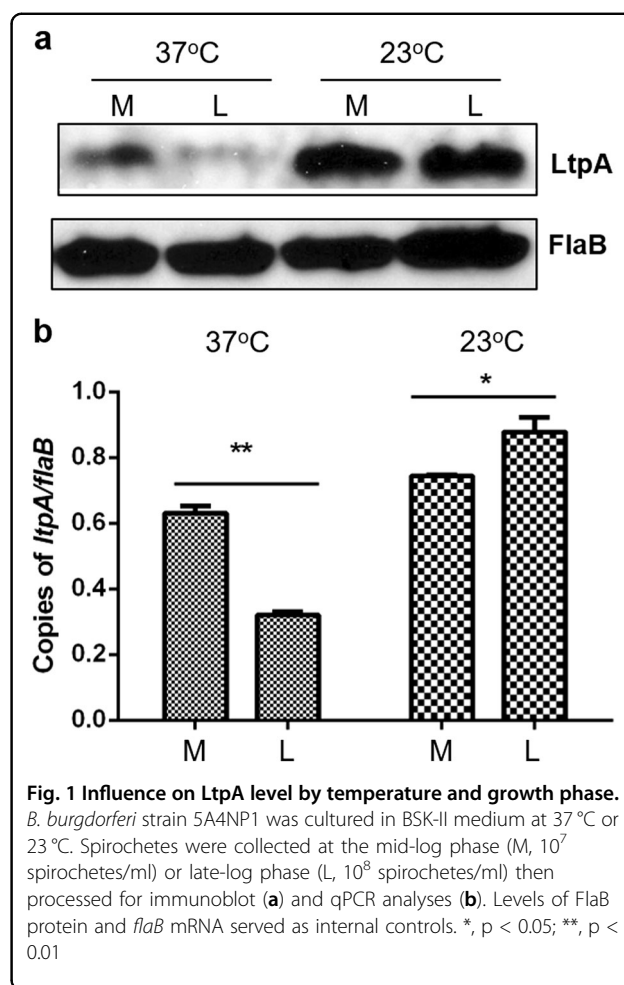 a
37°C 23°C
M L M L
LtpA
FlaB
b
37°C 23°C
Copies of ltpA/flaB
1.0
0.8
0.6
0.4
0.2
0.0
**
*
M L M L
Fig. 1 Influence on LtpA level by temperature and growth phase.
B. burgdorferi strain 5A4NP1 was cultured in BSK-II medium at 37 °C or
23 °C. Spirochetes were collected at the mid-log phase (M, 10⁷
spirochetes/ml) or late-log phase (L, 10⁸ spirochetes/ml) then
processed for immunoblot (a) and qPCR analyses (b). Levels of FlaB
protein and flaB mRNA served as internal controls. *, p < 0.05; **, p <
0.01